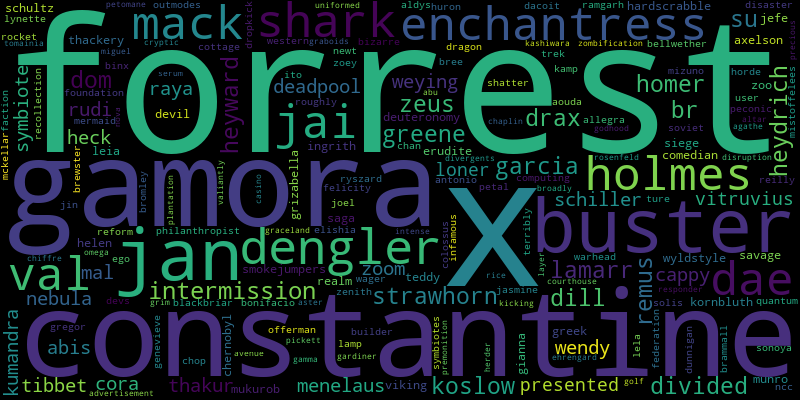 schultz petomane outmodes aldys huron dacoit ramgarh hardscrabble disaster
lynette mack shark uniformed enchantress su jefe
rocket thackery cryptic westerngraboids kashiwara zombification bellwether axelson
tomainia miguel cottage dropkick bizarre dragon precious
forrest
symbiote recollection dom binx raya serum heyward ito deadpool weying newt zoey bree trek kamp shatter homer zoo horde mizuno
foundation devil roughly abu zeus drax aouda br user peconic mistoffelees
mermaid rudi deva jai deuteronomy chaplin allegra godhood soviet altar
heck greene chan siege comedian agathe heydrich
mckellar faction leia ingrith erudite divergents rosenfeld disruption
brewster gamora grizabella ryszard loner garcia computing holmes reilly
plantation bromley valiantly casino felicity antonio petal broadly schiller vitruvius
jin joel saga x ture buster
reform philanthropist graceland elishia intense colossus infamous terribly
helen jan dengler layer warhead wyldstyle savage
val omega ego smokejumpers zoom teddy rice lamarr cappy dae
chiffre mal intermission realm wager strawhorn jasmine courthouse responder
nebula grim blackbriar bonifacio aster zenith kicking dill remus solis kornbluth quantum
kumandra constantine
gregor genevieve offerman lamp builder greek federation dunnigan brammall
abis chop chernobyl pickett symbiotes premonition gianna wendy lela sonoya
avenue gamma gardiner herder ehrengard
tibbet cora thakur mukurob menelaus viking koslow presented golf divided munro
advertisement ncc